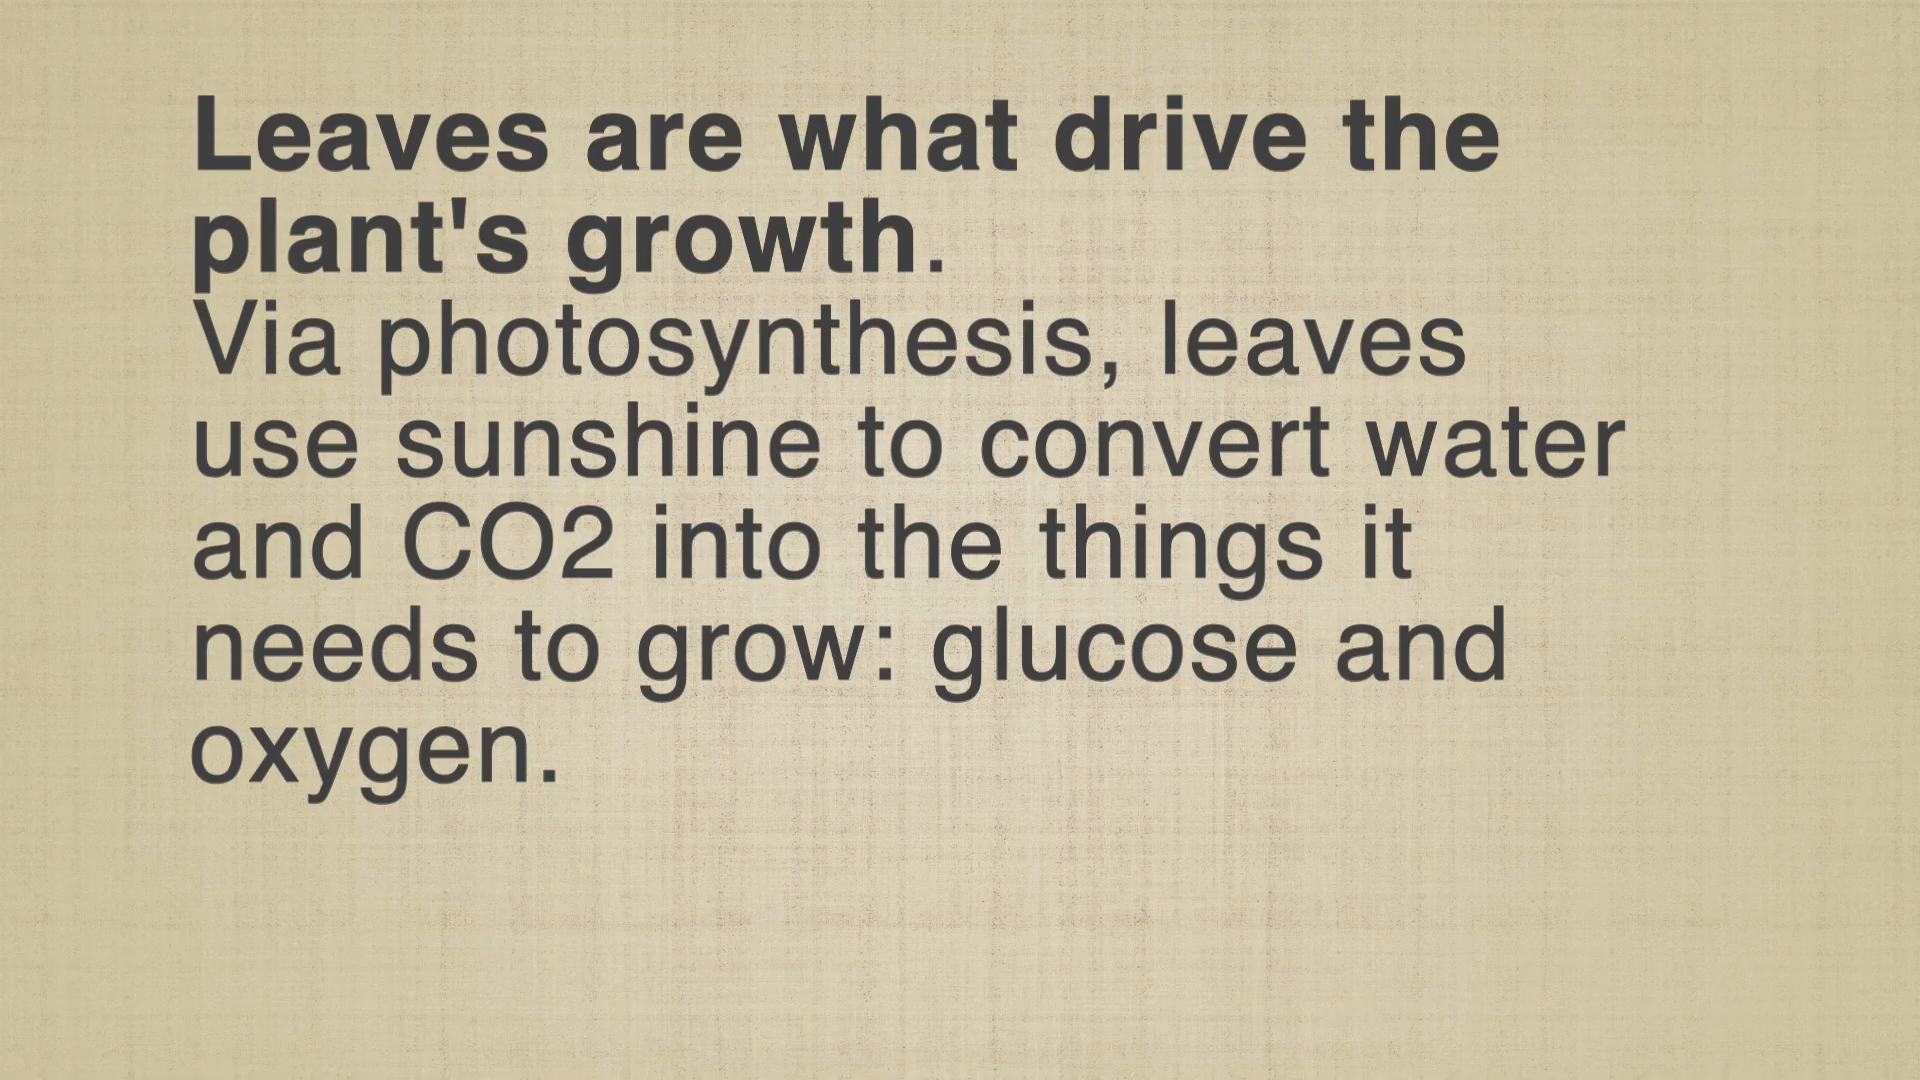 Leaves are what drive the
plant's growth.
Via photosynthesis, leaves
use sunshine to convert water
and CO2 into the things it
needs to grow: glucose and
oxygen.